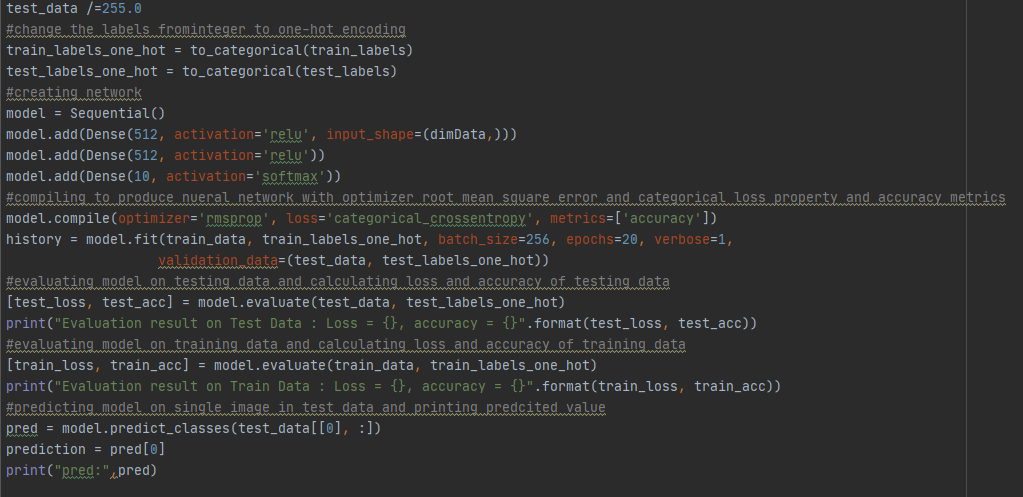 test_data /=255.0
#change the labels frominteger to one-hot encoding
train_labels_one_hot = to_categorical(train_labels)
test_labels_one_hot = to_categorical(test_labels)
#creating network
model = Sequential()
model.add(Dense(512, activation='relu', input_shape=(dimData,)))
model.add(Dense(512, activation='relu'))
model.add(Dense(10, activation='softmax'))
#compiling to produce nueral network with optimizer root mean square error and categorical loss property and accuracy metrics
model.compile(optimizer='rmsprop', loss='categorical_crossentropy', metrics=['accuracy'])
history = model.fit(train_data, train_labels_one_hot, batch_size=256, epochs=20, verbose=1,
validation_data=(test_data, test_labels_one_hot))
#evaluating model on testing data and calculating loss and accuracy of testing data
[test_loss, test_acc] = model.evaluate(test_data, test_labels_one_hot)
print("Evaluation result on Test Data : Loss = {}, accuracy = {}".format(test_loss, test_acc))
#evaluating model on training data and calculating loss and accuracy of training data
[train_loss, train_acc] = model.evaluate(train_data, train_labels_one_hot)
print("Evaluation result on Train Data : Loss = {}, accuracy = {}".format(train_loss, train_acc))
#predicting model on single image in test data and printing predcited value
pred = model.predict_classes(test_data[[0], :])
prediction = pred[0]
print("pred:",pred)